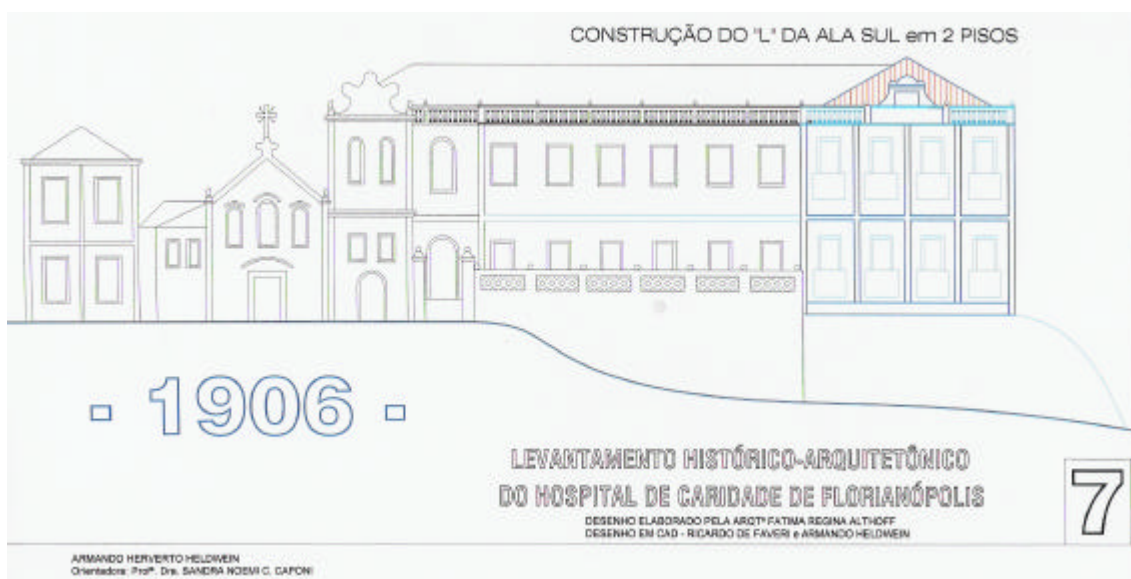 CONSTRUÇÃO DO "L" DA ALA SUL em 2 PISOS
- 1906 -
LEVANTAMENTO HISTÓRICO-ARQUITETÔNICO
DO HOSPITAL DE CARIDADE DE FLORIANÓPOLIS
7
DESENHO ELABORADO PELA ARQTª FATIMA REGINA ALTHOFF
DESENHO EM CAD - RICARDO DE FAVERI e ARMANDO HELDWEIN
ARMANDO HERVERTO HELDWEIN
Orientadora: Profª. Dra. SANDRA NOEMI C. CAPONI